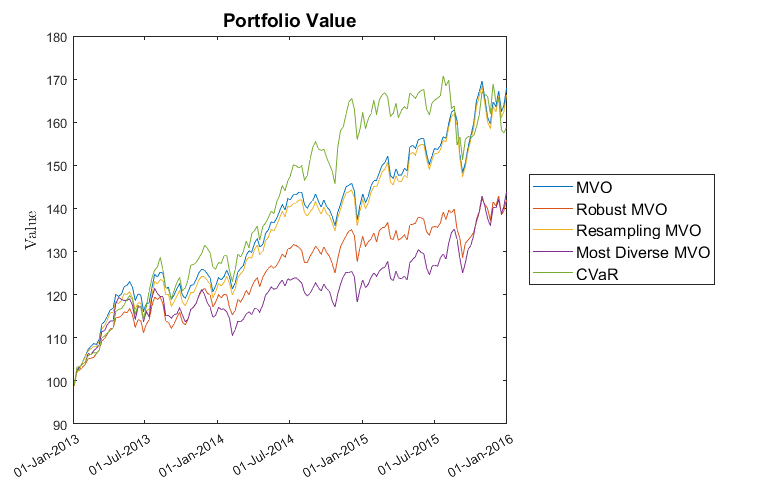 Portfolio Value
180
170
160
150
140
130
120
110
100
90
Value
01-Jan-2013
01-Jul-2013
01-Jan-2014
01-Jul-2014
01-Jan-2015
01-Jul-2015
01-Jan-2016
MVO
Robust MVO
Resampling MVO
Most Diverse MVO
CVaR